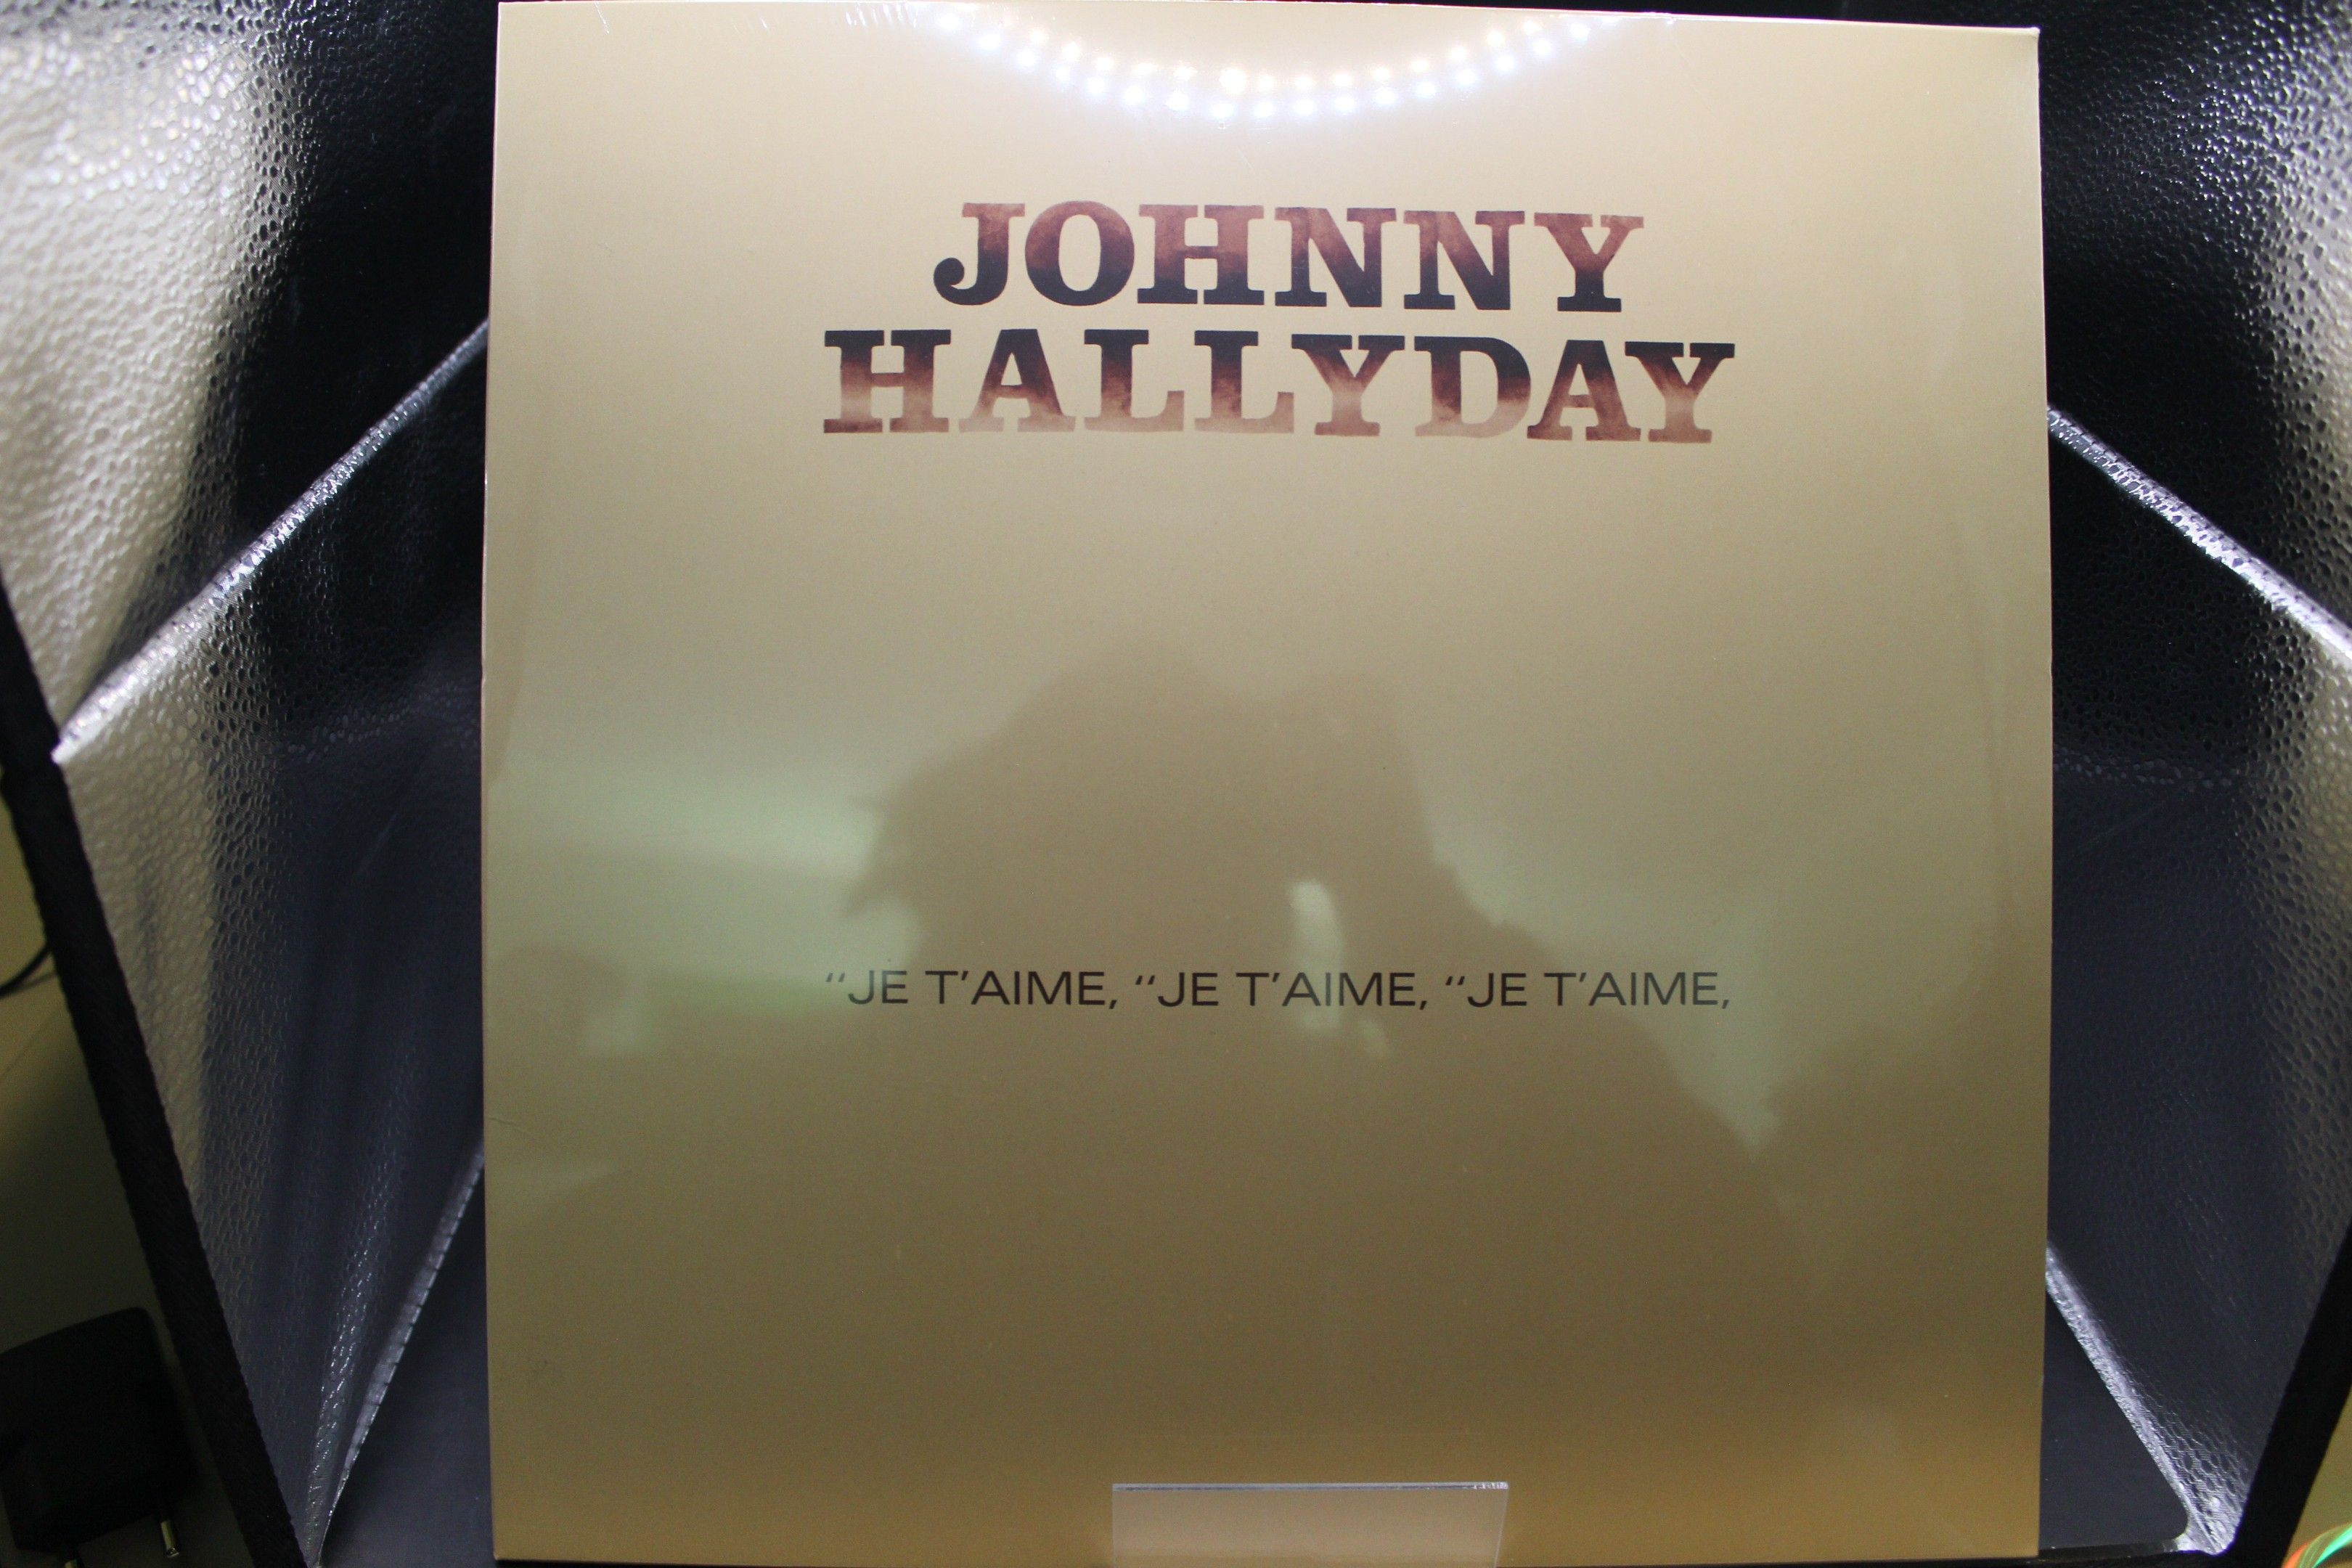 JOHNNY
HALLYDAY
“JE T’AIME, “JE T’AIME, “JE T’AIME,